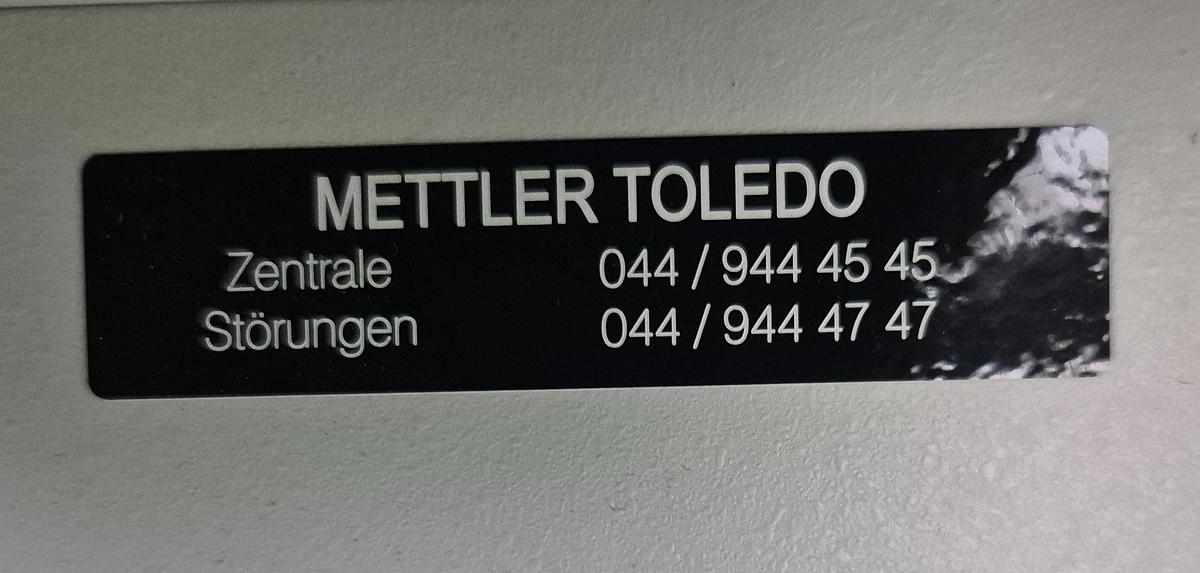 METTLER TOLEDO
Zentrale 044 / 944 45 45
Störungen 044 / 944 47 47